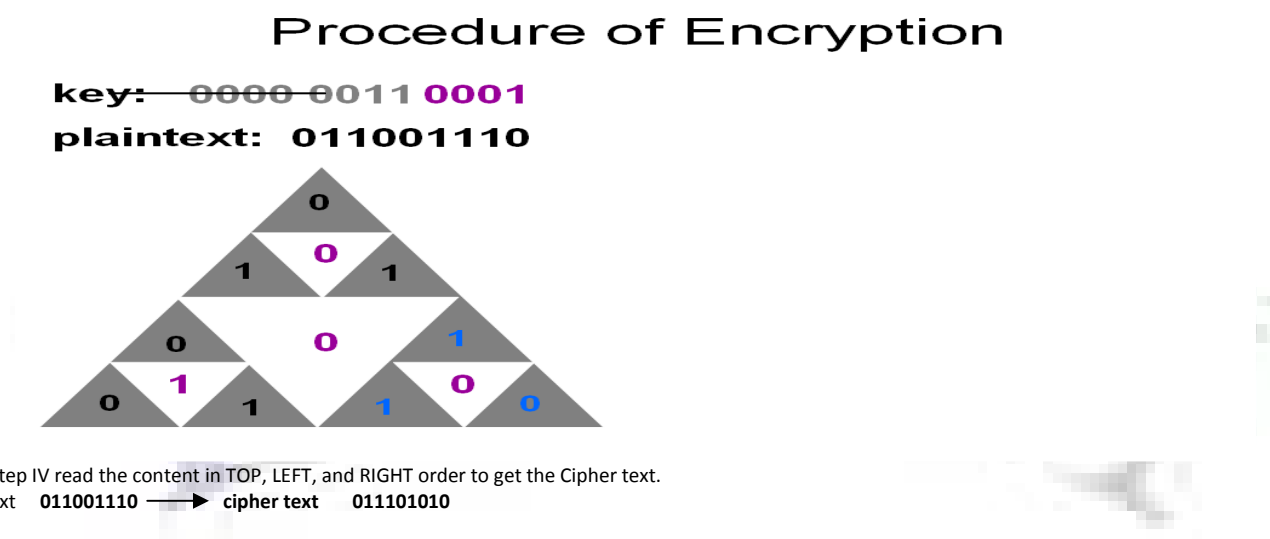 Procedure of Encryption
key: 0000 0011 0001
plaintext: 011001110
0
0
1 1
0
0 1
1 0
0 1 1 0
tep IV read the content in TOP, LEFT, and RIGHT order to get the Cipher text.
xt 011001110 cipher text 011101010